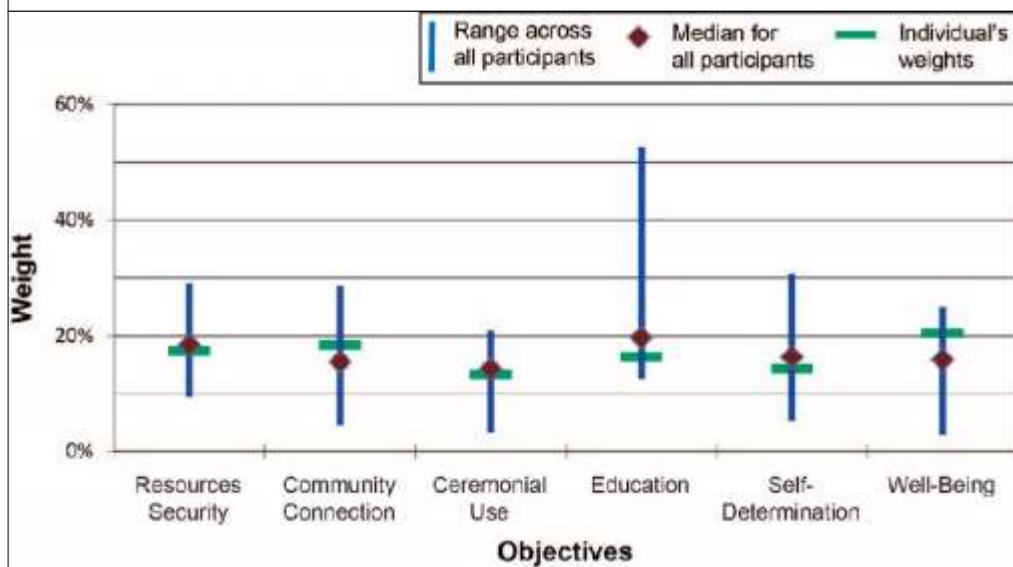 Range across
all participants
Median for
all participants
Individual's
weights
60%
40%
20%
0%
Weight
Resources
Security
Community
Connection
Ceremonial
Use
Education
Self-
Determination
Well-Being
Objectives